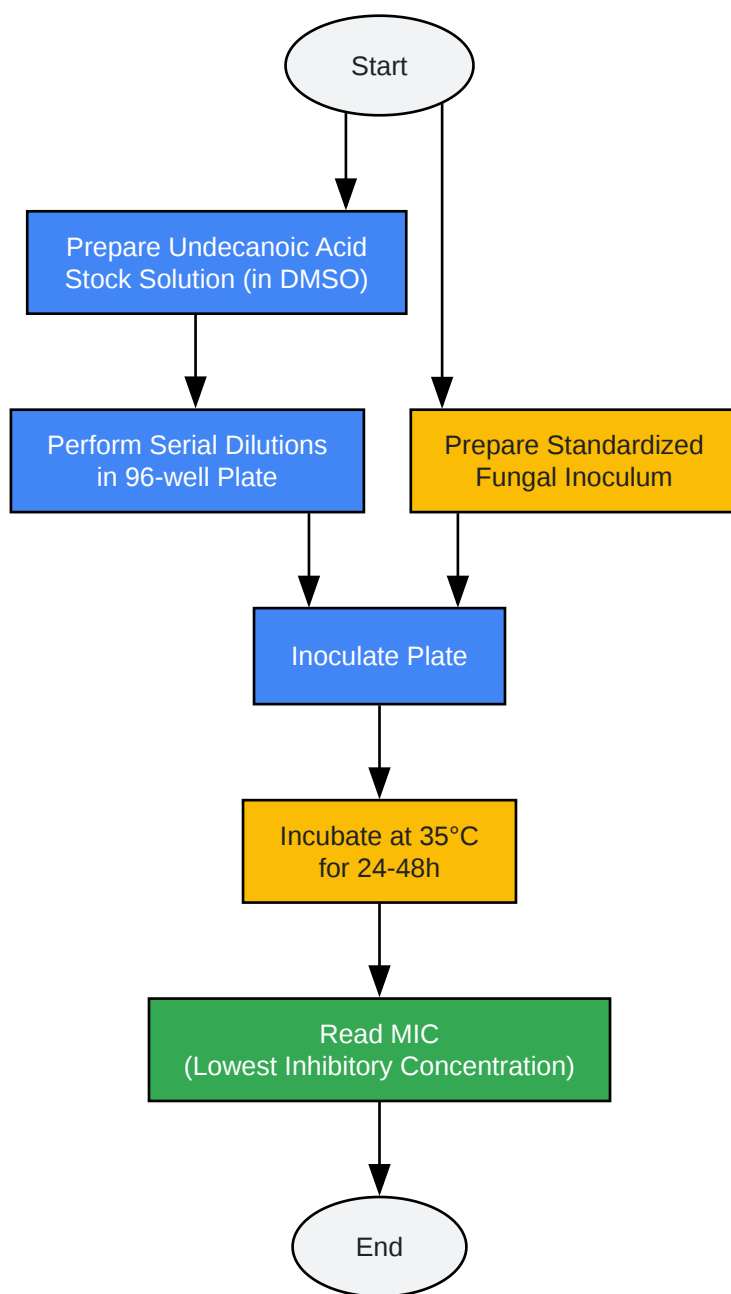 Start
Prepare Undecanoic Acid
Stock Solution (in DMSO)
Perform Serial Dilutions
in 96-well Plate
Prepare Standardized
Fungal Inoculum
Inoculate Plate
Incubate at 35°C
for 24-48h
Read MIC
(Lowest Inhibitory Concentration)
End